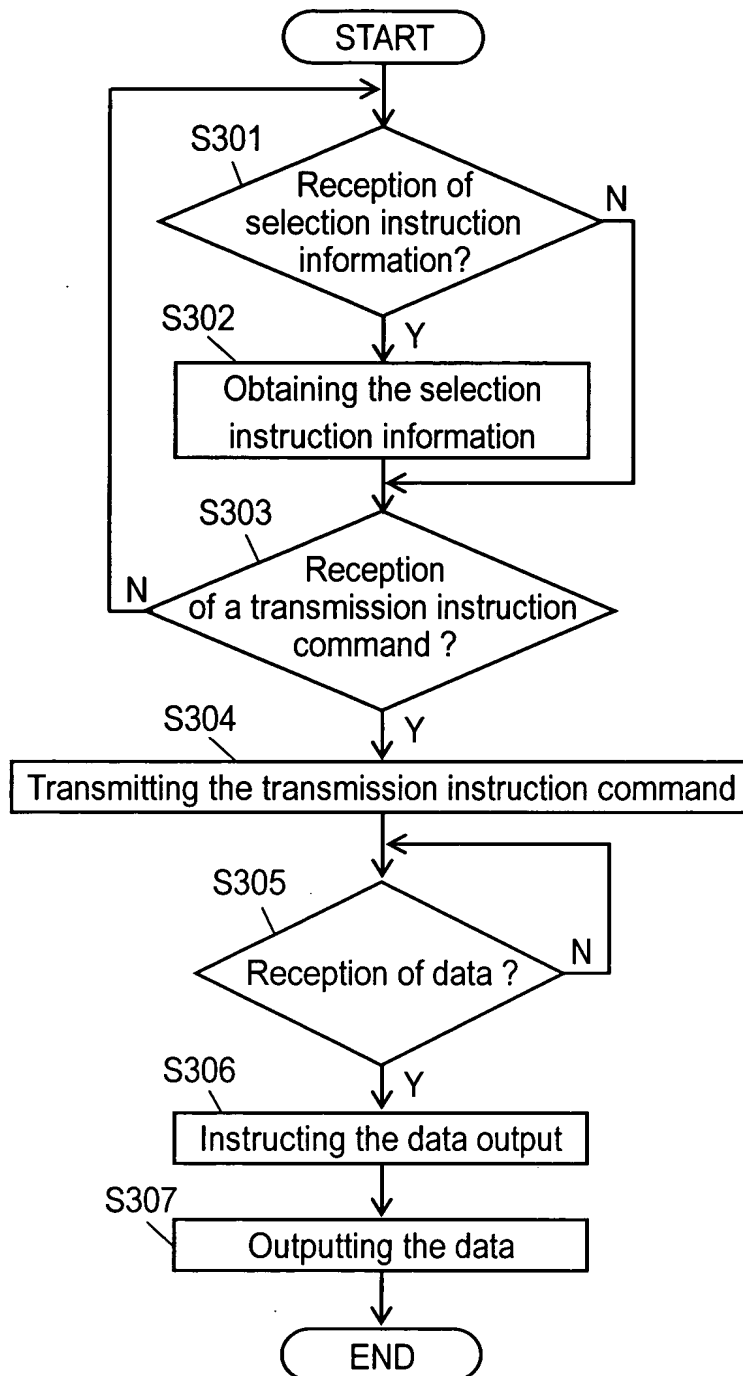 START
S301
Reception of
selection instruction
information?
N
S302
Y
Obtaining the selection
instruction information
S303
N
Reception
of a transmission instruction
command ?
S304
Y
Transmitting the transmission instruction command
S305
Reception of data ?
N
S306
Y
Instructing the data output
S307
Outputting the data
END